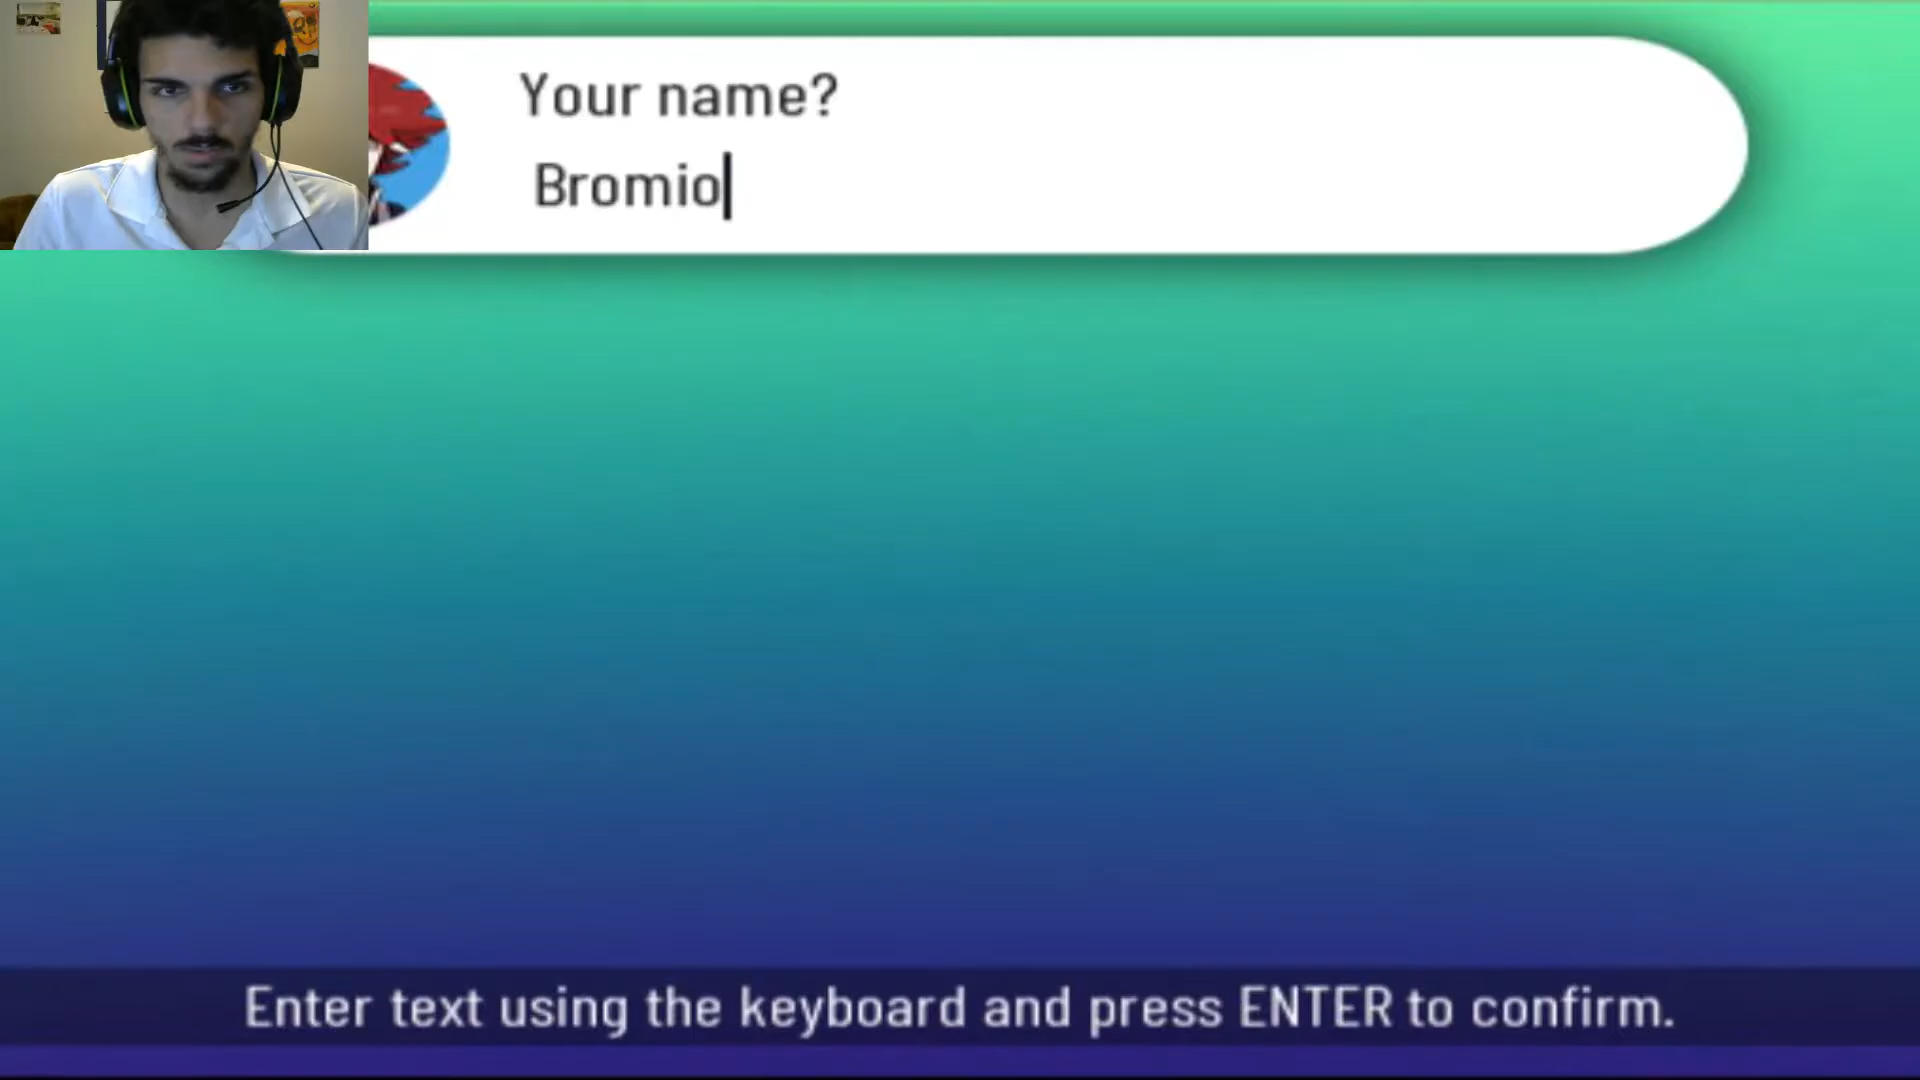 Your name?
Bromio
Enter text using the keyboard and press ENTER to confirm.